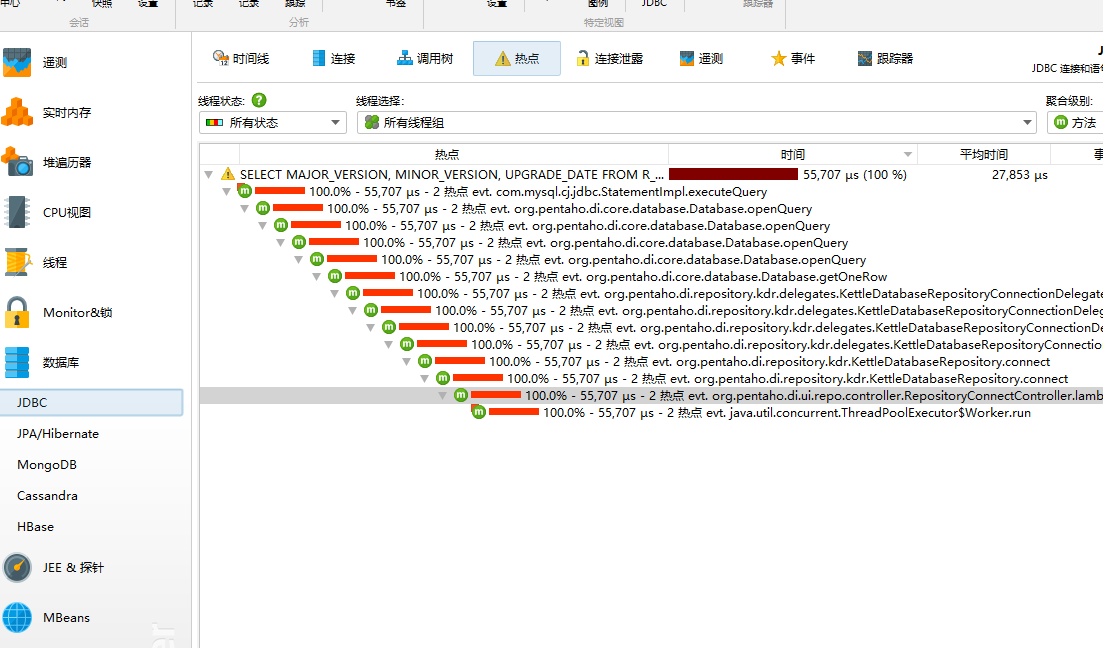 快照 设置 记录 记录 跟踪 书签 设置 图例 JDBC 跟踪器
会话 分析 特定视图
遥测
实时内存
堆遍历器
CPU视图
线程
Monitor&锁
数据库
JDBC
JPA/Hibernate
MongoDB
Cassandra
HBase
JEE & 探针
MBeans
时间线 连接 调用树 热点 连接泄露 遥测 事件 跟踪器
JDBC 连接和语
线程状态: ? 线程选择: 聚合级别:
所有状态 所有线程组 方法
热点 时间 平均时间
SELECT MAJOR_VERSION, MINOR_VERSION, UPGRADE_DATE FROM R_... 55,707 µs (100 %) 27,853 µs
100.0% - 55,707 µs - 2 热点 evt. com.mysql.cj.jdbc.StatementImpl.executeQuery
100.0% - 55,707 µs - 2 热点 evt. org.pentaho.di.core.database.Database.openQuery
100.0% - 55,707 µs - 2 热点 evt. org.pentaho.di.core.database.Database.openQuery
100.0% - 55,707 µs - 2 热点 evt. org.pentaho.di.core.database.Database.openQuery
100.0% - 55,707 µs - 2 热点 evt. org.pentaho.di.core.database.Database.openQuery
100.0% - 55,707 µs - 2 热点 evt. org.pentaho.di.core.database.Database.getOneRow
100.0% - 55,707 µs - 2 热点 evt. org.pentaho.di.repository.kdr.delegates.KettleDatabaseRepositoryConnectionDelegate
100.0% - 55,707 µs - 2 热点 evt. org.pentaho.di.repository.kdr.delegates.KettleDatabaseRepositoryConnectionDeleg
100.0% - 55,707 µs - 2 热点 evt. org.pentaho.di.repository.kdr.delegates.KettleDatabaseRepositoryConnectionDe
100.0% - 55,707 µs - 2 热点 evt. org.pentaho.di.repository.kdr.delegates.KettleDatabaseRepositoryConnectio
100.0% - 55,707 µs - 2 热点 evt. org.pentaho.di.repository.kdr.KettleDatabaseRepository.connect
100.0% - 55,707 µs - 2 热点 evt. org.pentaho.di.repository.kdr.KettleDatabaseRepository.connect
100.0% - 55,707 µs - 2 热点 evt. org.pentaho.di.ui.repo.controller.RepositoryConnectController.lamb
100.0% - 55,707 µs - 2 热点 evt. java.util.concurrent.ThreadPoolExecutor$Worker.run